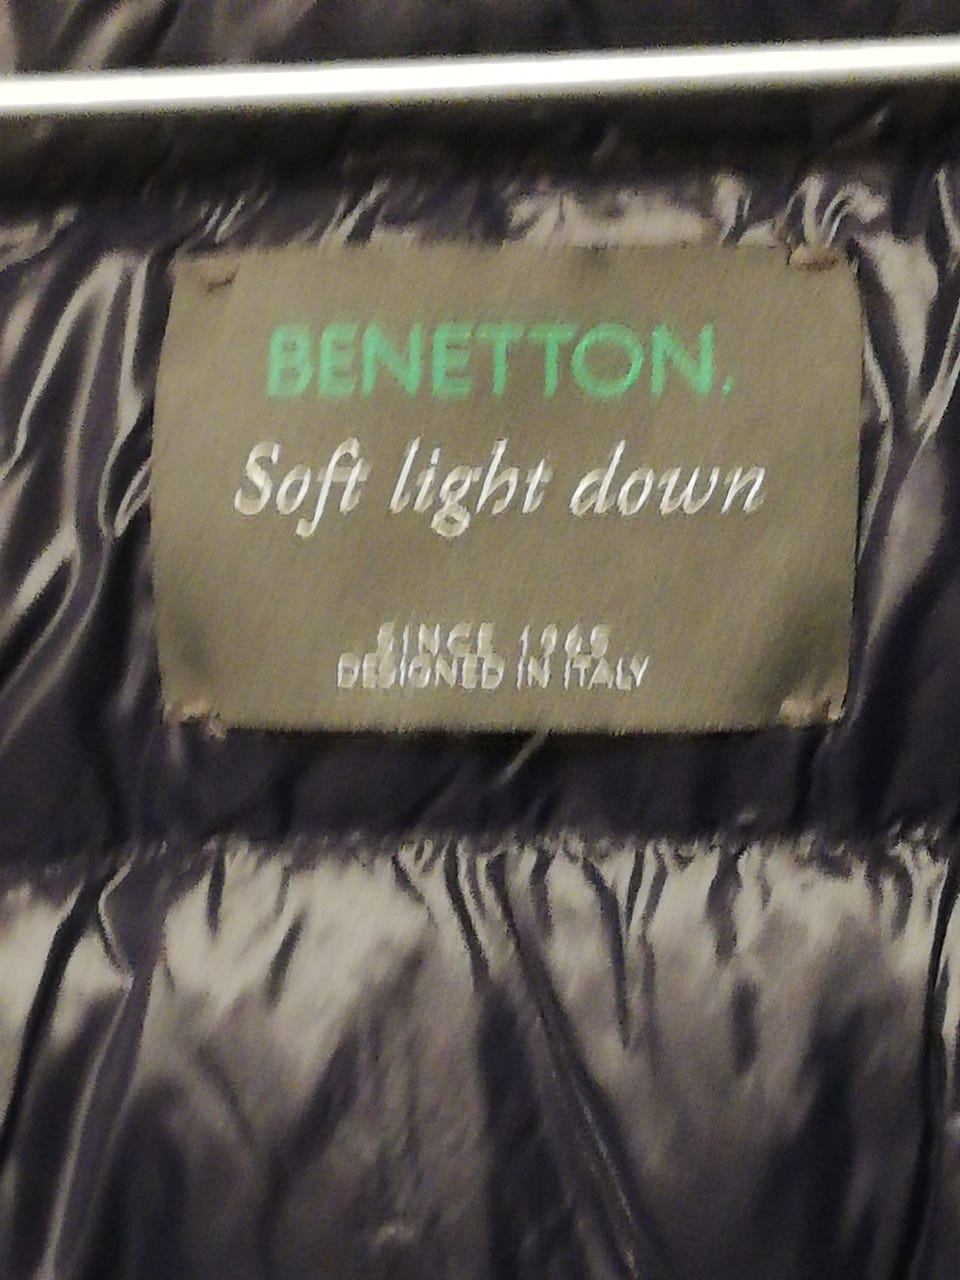 BENETTON.
Soft light down
SINCE 1965
DESIGNED IN ITALY